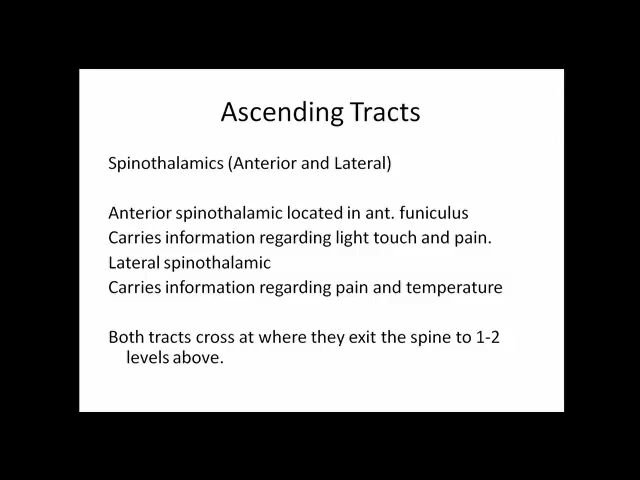 Ascending Tracts
Spinothalamics (Anterior and Lateral)
Anterior spinothalamic located in ant. funiculus
Carries information regarding light touch and pain.
Lateral spinothalamic
Carries information regarding pain and temperature
Both tracts cross at where they exit the spine to 1-2
levels above.